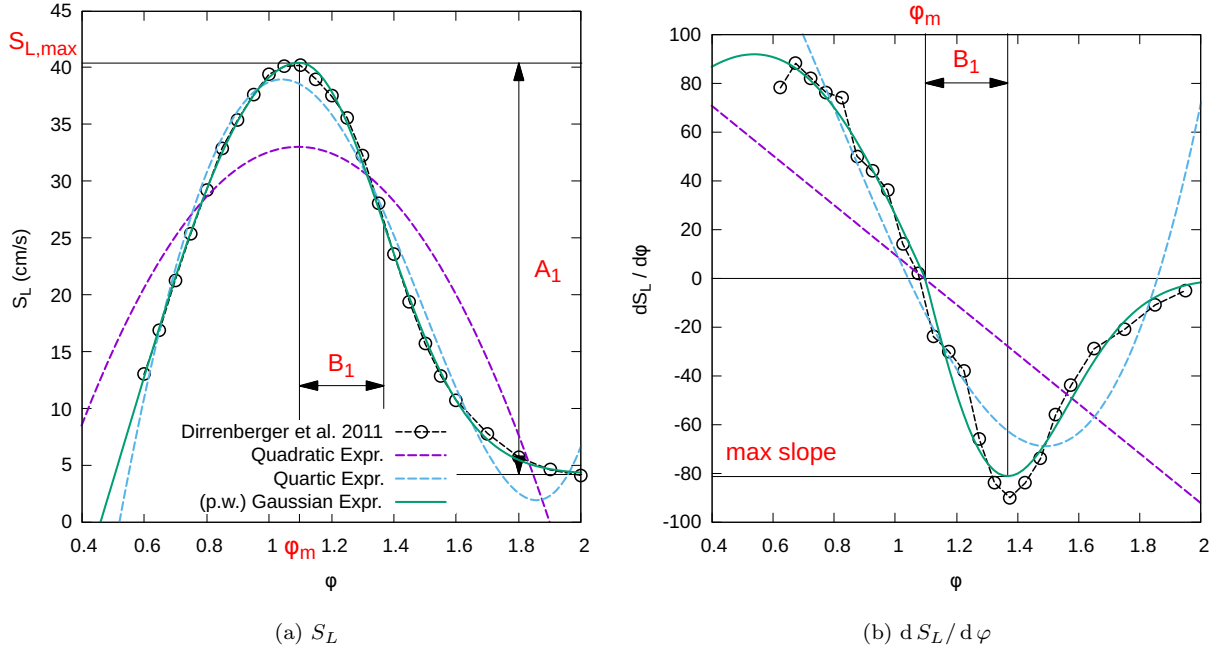 S_L (cm/s)
45
40
35
30
25
20
15
10
5
0
S_L,max
A_1
B_1
Dirrenberger et al. 2011
Quadratic Expr.
Quartic Expr.
(p.w.) Gaussian Expr.
0.4 0.6 0.8 1 1.2 1.4 1.6 1.8 2
φ_m
φ
(a) S_L
φ_m
dS_L / dφ
100
80
60
40
20
0
-20
-40
-60
-80
-100
B_1
max slope
0.4 0.6 0.8 1 1.2 1.4 1.6 1.8 2
φ
(b) d S_L / d φ